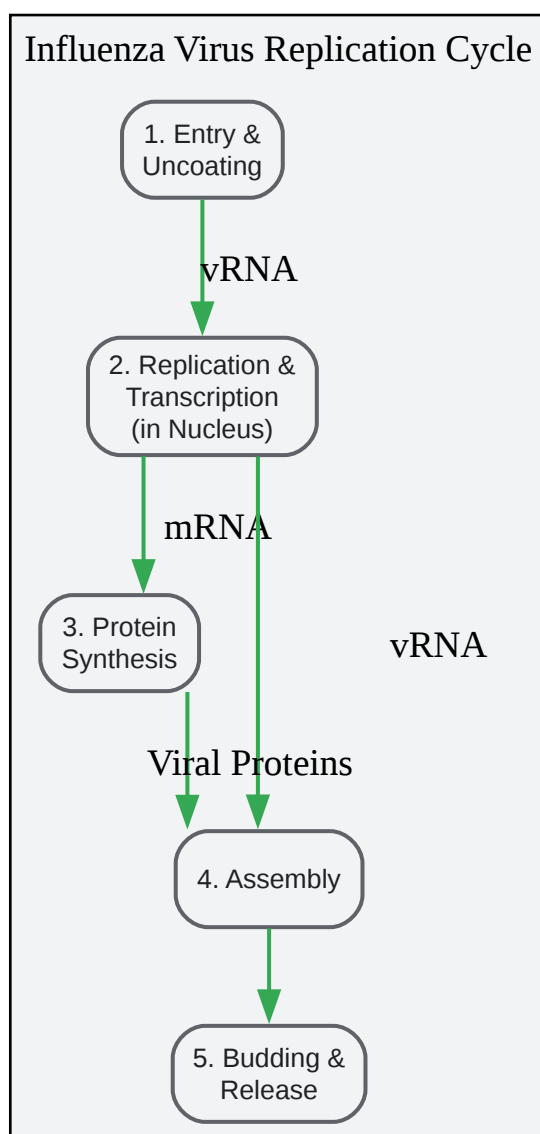 Influenza Virus Replication Cycle
1. Entry &
Uncoating
vRNA
2. Replication &
Transcription
(in Nucleus)
mRNA
3. Protein
Synthesis
vRNA
Viral Proteins
4. Assembly
5. Budding &
Release